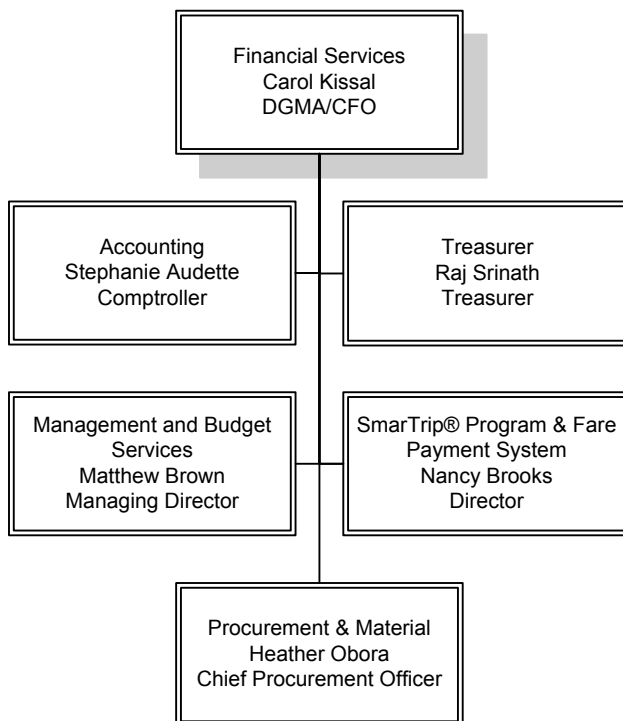 Financial Services
Carol Kissal
DGMA/CFO
Accounting
Stephanie Audette
Comptroller
Treasurer
Raj Srinath
Treasurer
Management and Budget
Services
Matthew Brown
Managing Director
SmarTrip® Program & Fare
Payment System
Nancy Brooks
Director
Procurement & Material
Heather Obora
Chief Procurement Officer